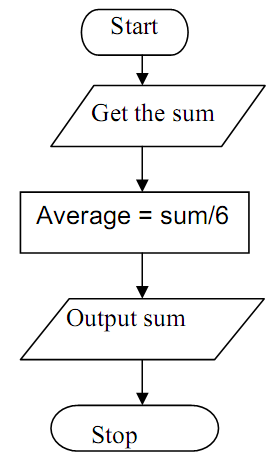 Start
Get the sum
Average = sum/6
Output sum
Stop